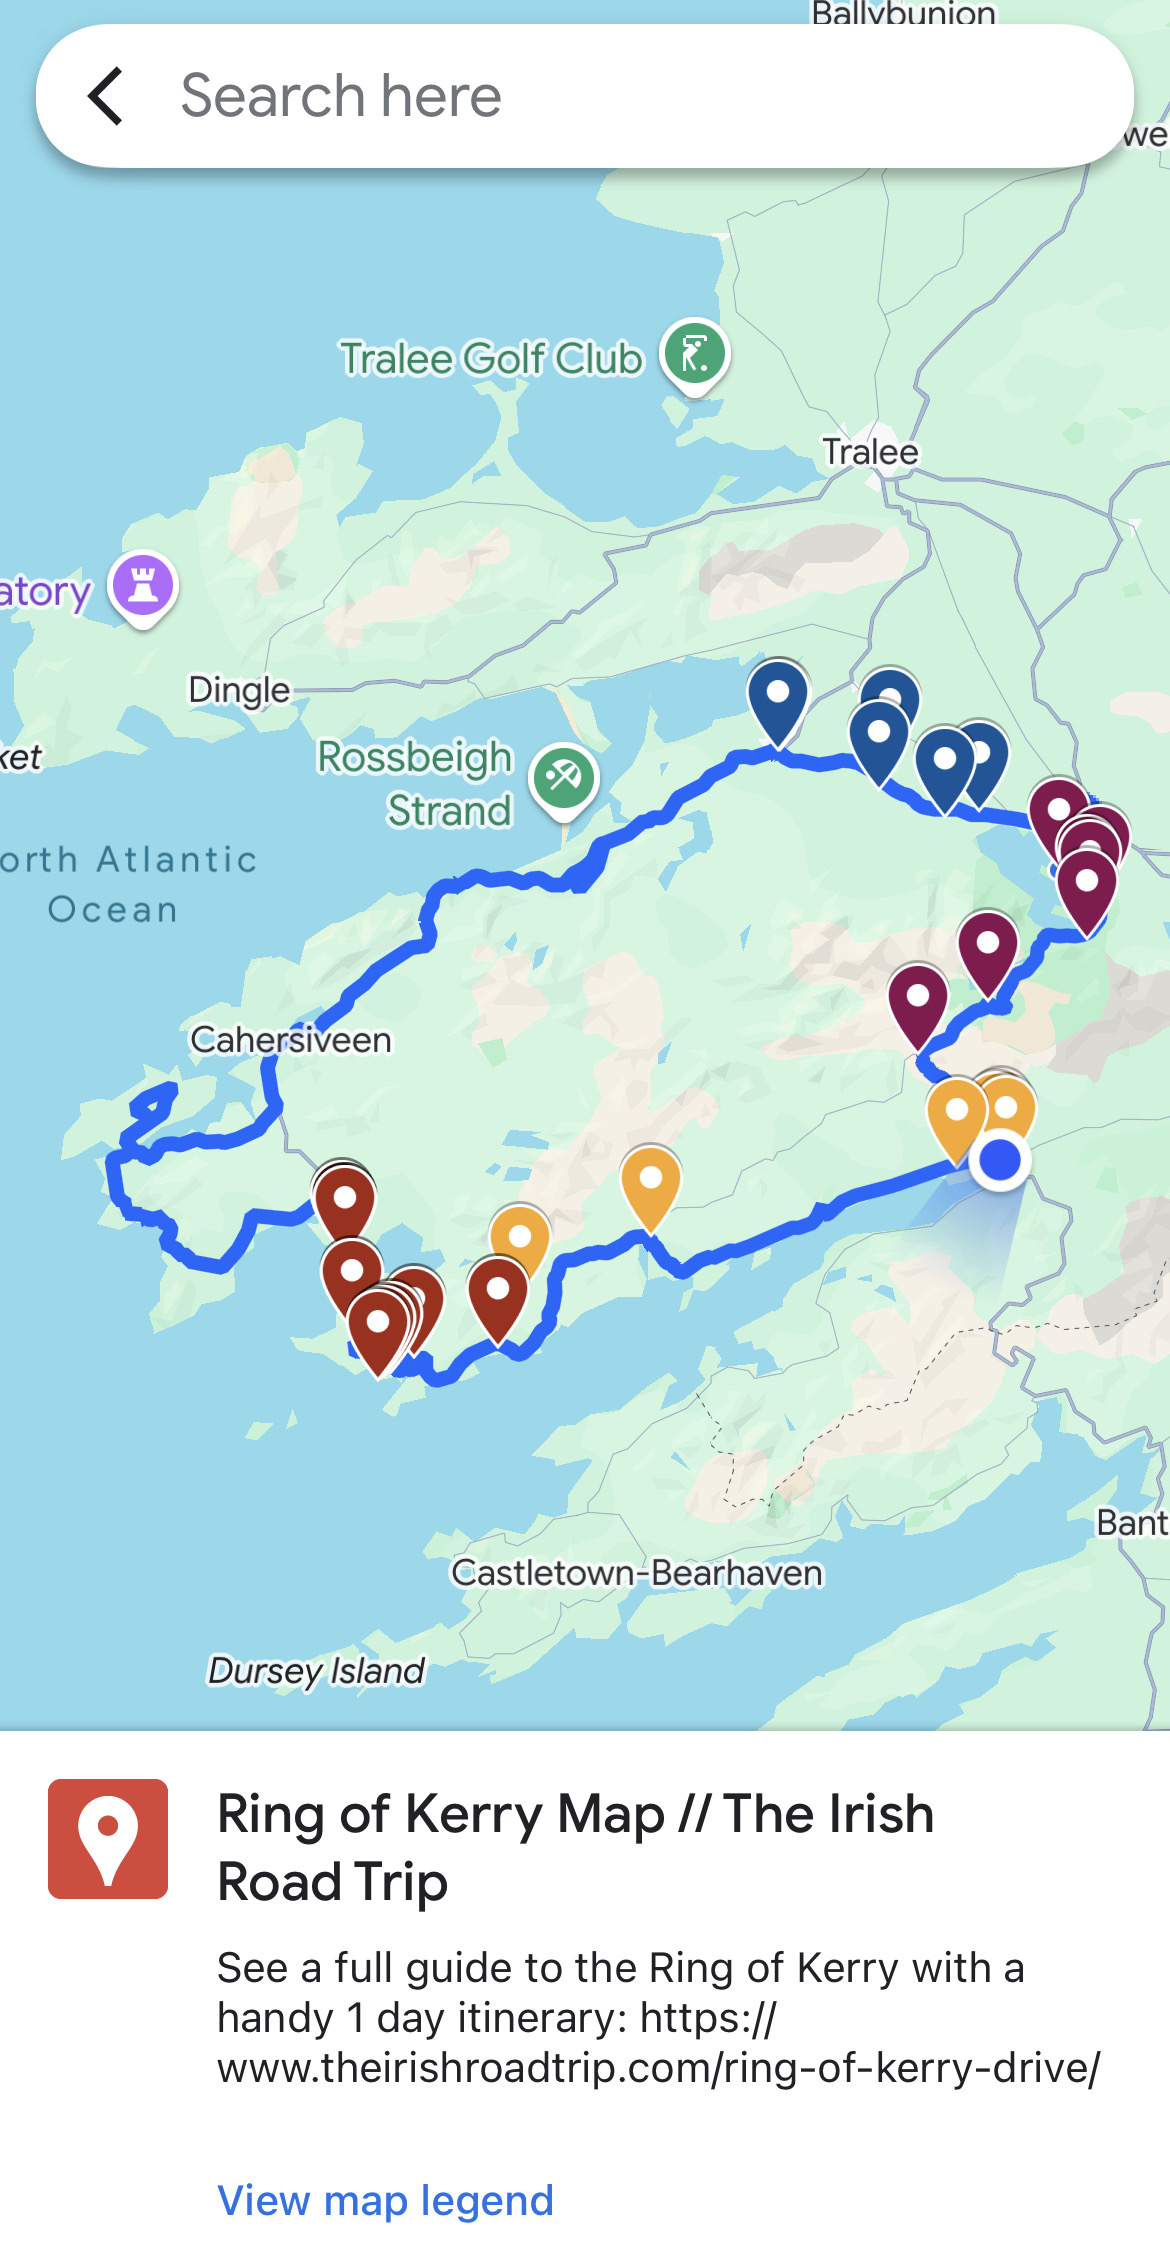 Ballybunion
Search here
we
Tralee Golf Club
Tralee
atory
Dingle
Rossbeigh
Strand
ket
orth Atlantic
Ocean
Cahersiveen
Bant
Castletown-Bearhaven
Dursey Island
Ring of Kerry Map // The Irish
Road Trip
See a full guide to the Ring of Kerry with a
handy 1 day itinerary: https://
www.theirishroadtrip.com/ring-of-kerry-drive/
View map legend